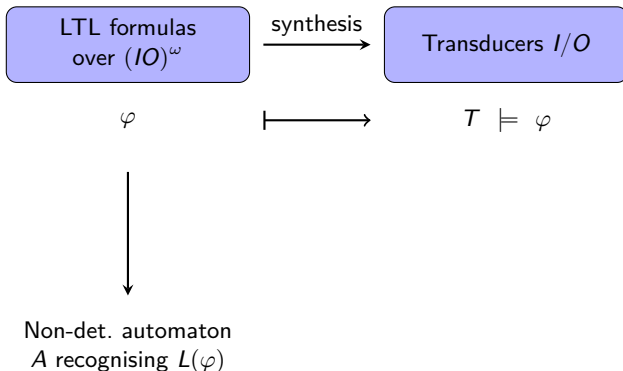 LTL formulas
over (IO)^ω
synthesis
Transducers I/O
φ
T ⊨ φ
Non-det. automaton
A recognising L(φ)